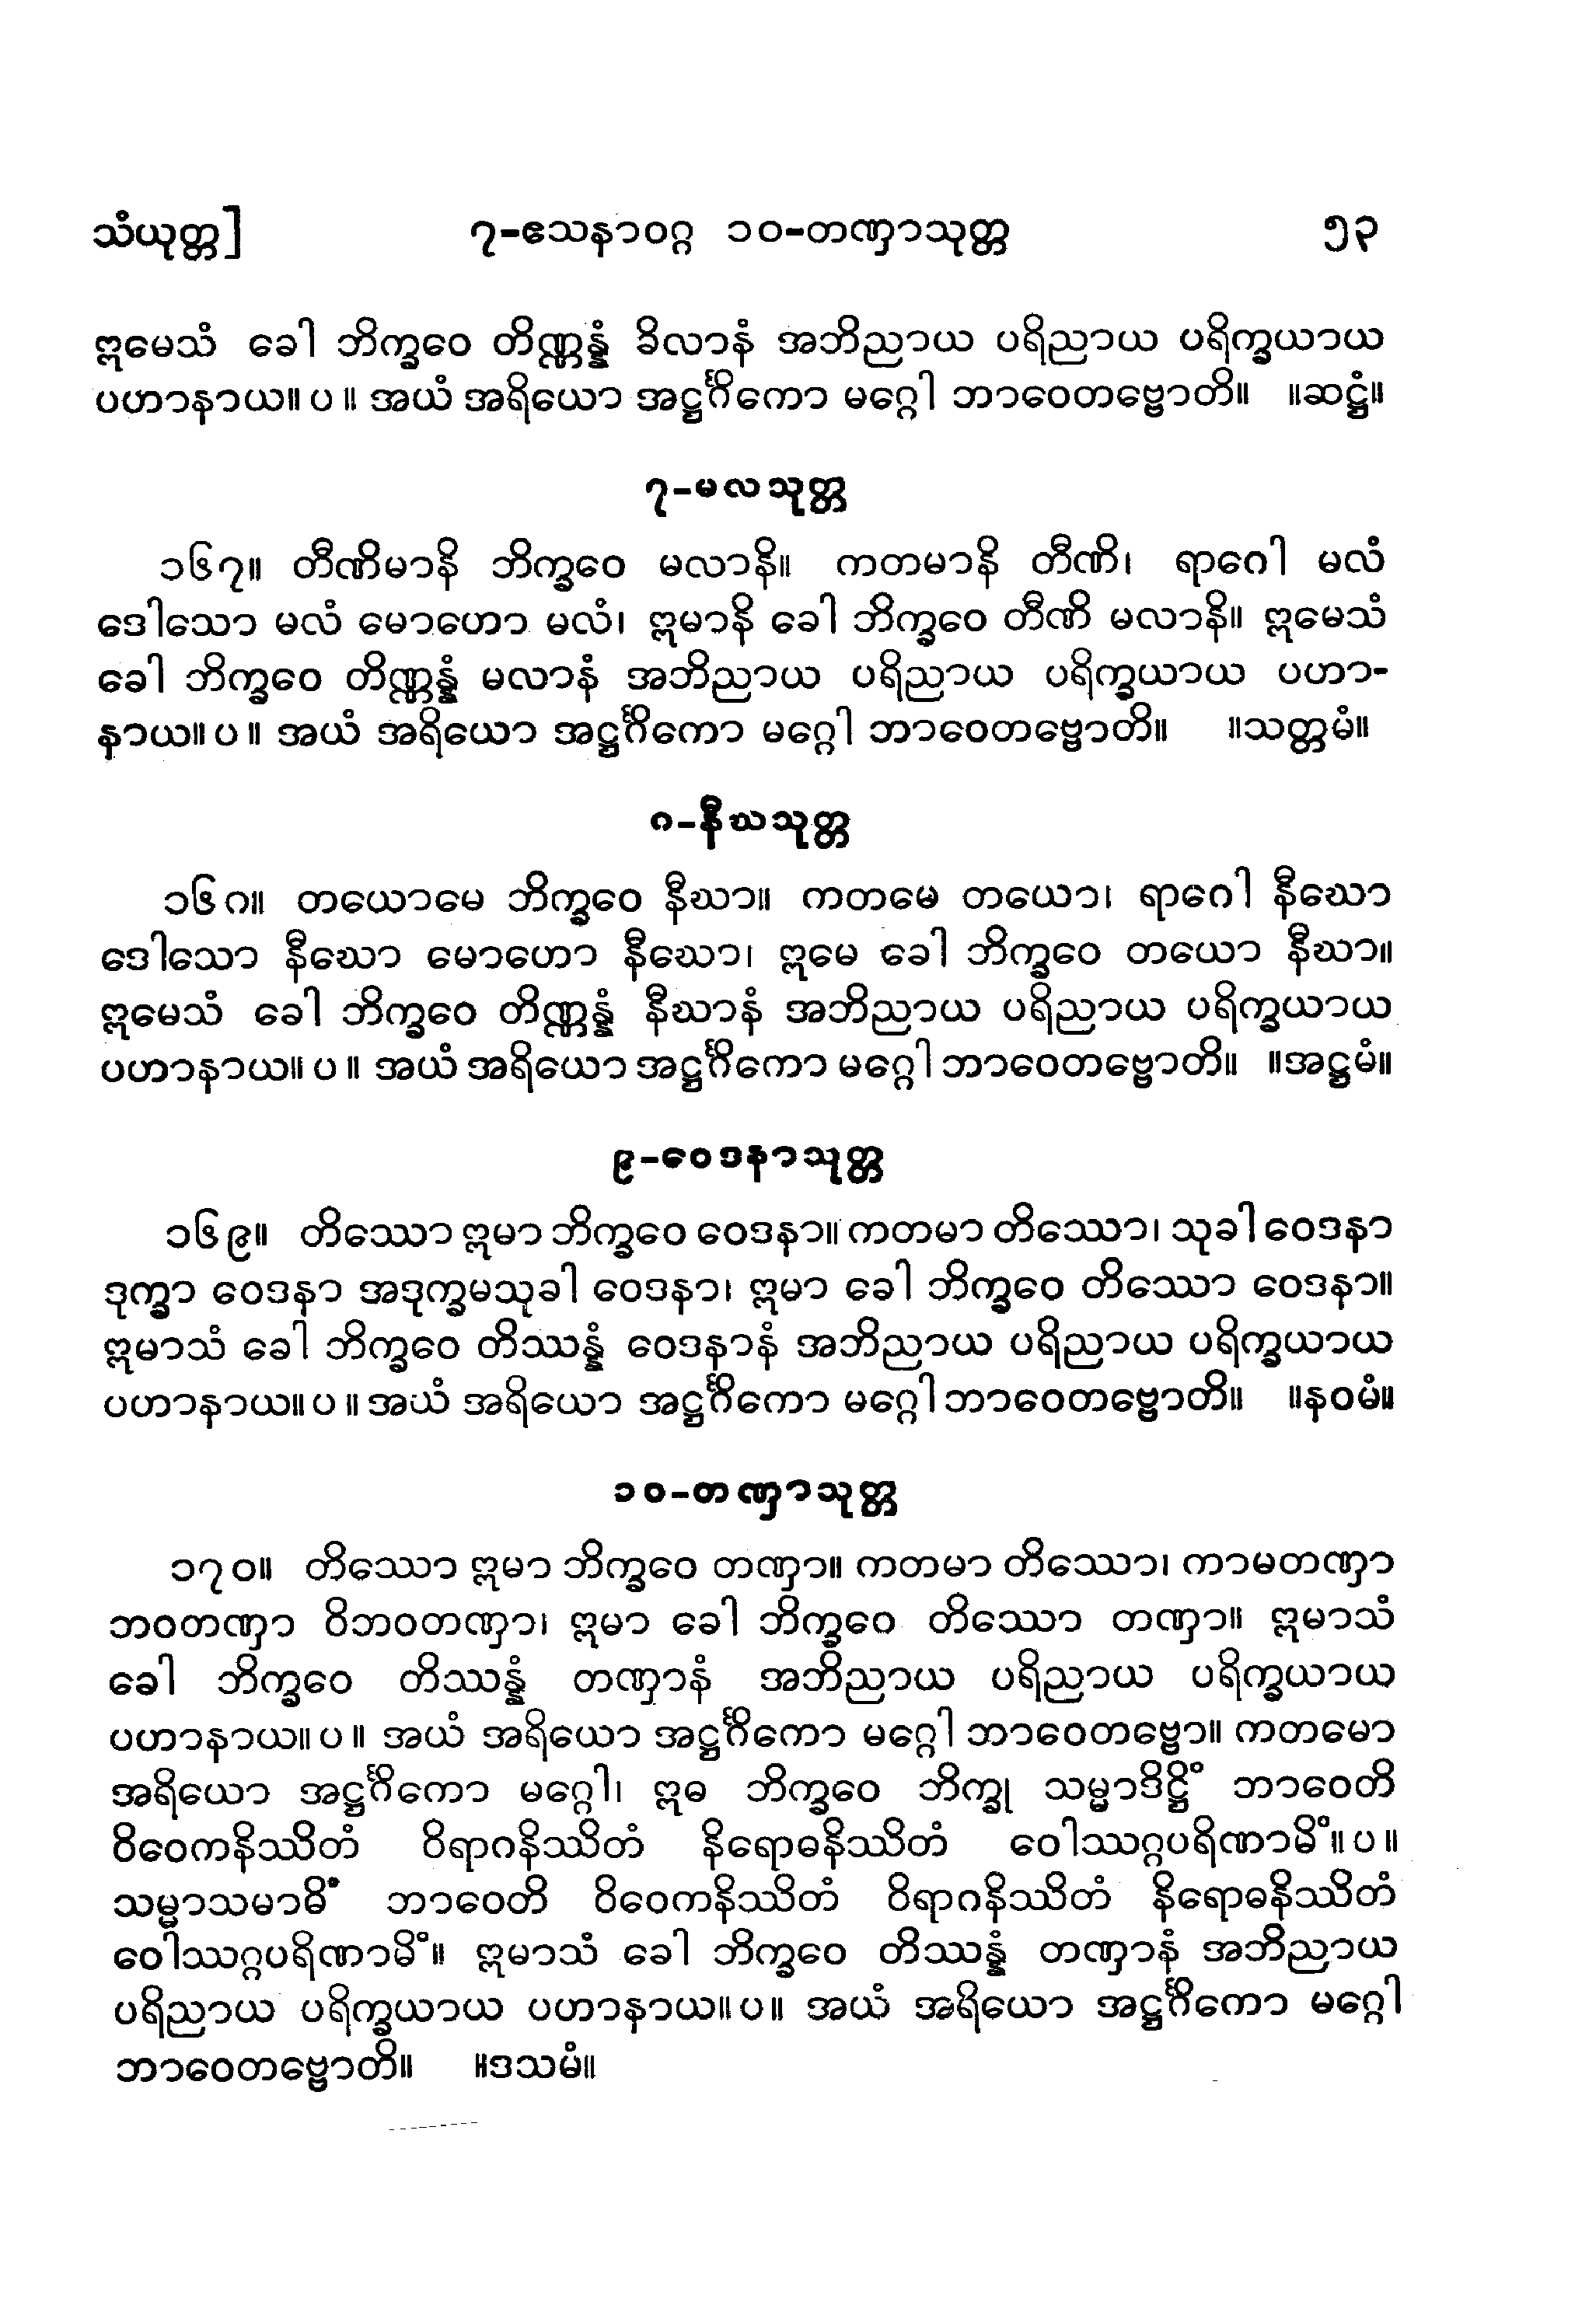 သံယုတ္တ] ၇-ဧသနာဝဂ္ဂ ၁၀-တဏှာသုတ္တ ၅၃
ဣမေသံ ခေါ ဘိက္ခဝေ တိဏ္ဏန္နံ ခိလာနံ အဘိညာယ ပရိညာယ ပရိက္ခယာယ
ပဟာနာယ။ ပ ။ အယံ အရိယော အဋ္ဌင်္ဂိကော မဂ္ဂေါ ဘာဝေတဗ္ဗောတိ။ ။ဆဋ္ဌံ။
၇-မလသုတ္တ
၁၆၇။ တီဏိမာနိ ဘိက္ခဝေ မလာနိ။ ကတမာနိ တီဏိ၊ ရာဂေါ မလံ
ဒေါသော မလံ မောဟော မလံ၊ ဣမာနိ ခေါ ဘိက္ခဝေ တီဏိ မလာနိ။ ဣမေသံ
ခေါ ဘိက္ခဝေ တိဏ္ဏန္နံ မလာနံ အဘိညာယ ပရိညာယ ပရိက္ခယာယ ပဟာ-
နာယ။ ပ ။ အယံ အရိယော အဋ္ဌင်္ဂိကော မဂ္ဂေါ ဘာဝေတဗ္ဗောတိ။ ။သတ္တမံ။
၈-နီဃသုတ္တ
၁၆၈။ တယောမေ ဘိက္ခဝေ နီဃာ။ ကတမေ တယော၊ ရာဂေါ နီဃော
ဒေါသော နီဃော မောဟော နီဃော၊ ဣမေ ခေါ ဘိက္ခဝေ တယော နီဃာ။
ဣမေသံ ခေါ ဘိက္ခဝေ တိဏ္ဏန္နံ နီဃာနံ အဘိညာယ ပရိညာယ ပရိက္ခယာယ
ပဟာနာယ။ ပ ။ အယံ အရိယော အဋ္ဌင်္ဂိကော မဂ္ဂေါ ဘာဝေတဗ္ဗောတိ။ ။အဋ္ဌမံ။
၉-ဝေဒနာသုတ္တ
၁၆၉။ တိဿော ဣမာ ဘိက္ခဝေ ဝေဒနာ။ ကတမာ တိဿော၊ သုခါ ဝေဒနာ
ဒုက္ခာ ဝေဒနာ အဒုက္ခမသုခါ ဝေဒနာ၊ ဣမာ ခေါ ဘိက္ခဝေ တိဿော ဝေဒနာ။
ဣမာသံ ခေါ ဘိက္ခဝေ တိဿန္နံ ဝေဒနာနံ အဘိညာယ ပရိညာယ ပရိက္ခယာယ
ပဟာနာယ။ ပ ။ အယံ အရိယော အဋ္ဌင်္ဂိကော မဂ္ဂေါ ဘာဝေတဗ္ဗောတိ။ ။နဝမံ။
၁၀-တဏှာသုတ္တ
၁၇၀။ တိဿော ဣမာ ဘိက္ခဝေ တဏှာ။ ကတမာ တိဿော၊ ကာမတဏှာ
ဘဝတဏှာ ဝိဘဝတဏှာ၊ ဣမာ ခေါ ဘိက္ခဝေ တိဿော တဏှာ။ ဣမာသံ
ခေါ ဘိက္ခဝေ တိဿန္နံ တဏှာနံ အဘိညာယ ပရိညာယ ပရိက္ခယာယ
ပဟာနာယ။ ပ ။ အယံ အရိယော အဋ္ဌင်္ဂိကော မဂ္ဂေါ ဘာဝေတဗ္ဗော။ ကတမော
အရိယော အဋ္ဌင်္ဂိကော မဂ္ဂေါ၊ ဣဓ ဘိက္ခဝေ ဘိက္ခု သမ္မာဒိဋ္ဌိံ ဘာဝေတိ
ဝိဝေကနိဿိတံ ဝိရာဂနိဿိတံ နိရောဓနိဿိတံ ဝေါဿဂ္ဂပရိဏာမိံ။ ပ ။
သမ္မာသမာဓိံ ဘာဝေတိ ဝိဝေကနိဿိတံ ဝိရာဂနိဿိတံ နိရောဓနိဿိတံ
ဝေါဿဂ္ဂပရိဏာမိံ။ ဣမာသံ ခေါ ဘိက္ခဝေ တိဿန္နံ တဏှာနံ အဘိညာယ
ပရိညာယ ပရိက္ခယာယ ပဟာနာယ။ ပ။ အယံ အရိယော အဋ္ဌင်္ဂိကော မဂ္ဂေါ
ဘာဝေတဗ္ဗောတိ။ ။ဒသမံ။